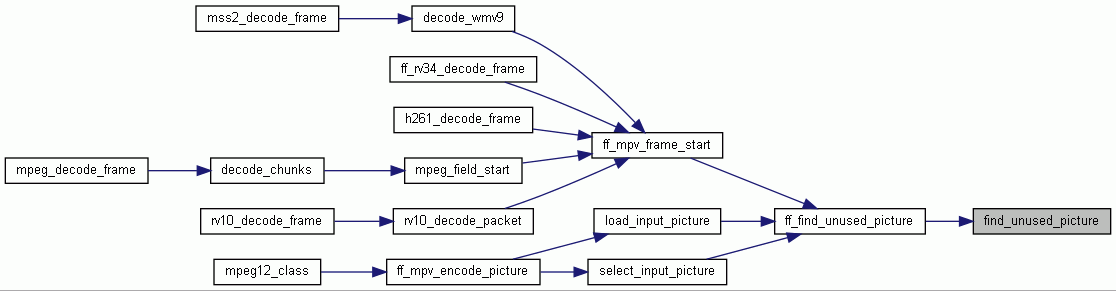 mss2_decode_frame
decode_wmv9
ff_rv34_decode_frame
h261_decode_frame
ff_mpv_frame_start
mpeg_decode_frame
decode_chunks
mpeg_field_start
rv10_decode_frame
rv10_decode_packet
load_input_picture
ff_find_unused_picture
find_unused_picture
mpeg12_class
ff_mpv_encode_picture
select_input_picture